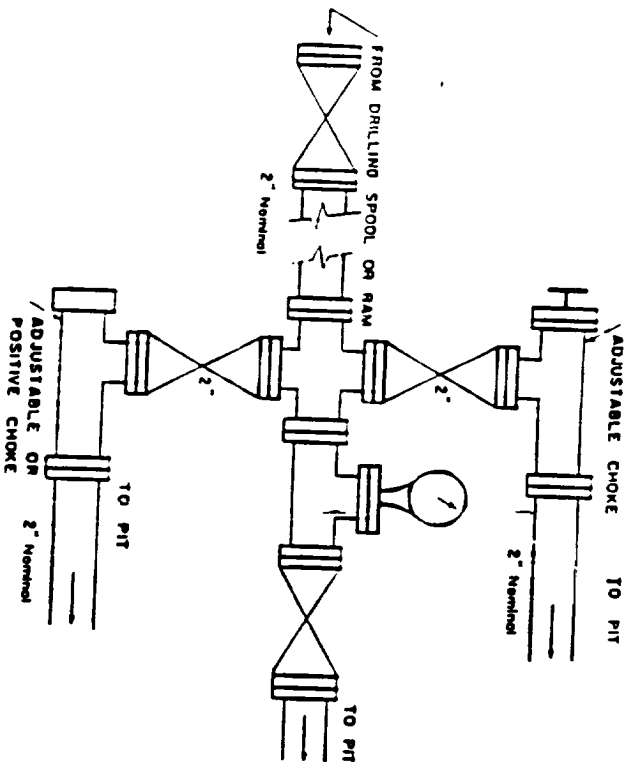 ADJUSTABLE CHOKE TO PIT
2" Nominal
2"
FROM DRILLING SPOOL OR RAM
TO PIT
2" Nominal
2"
TO PIT
ADJUSTABLE OR
POSITIVE CHOKE
2" Nominal